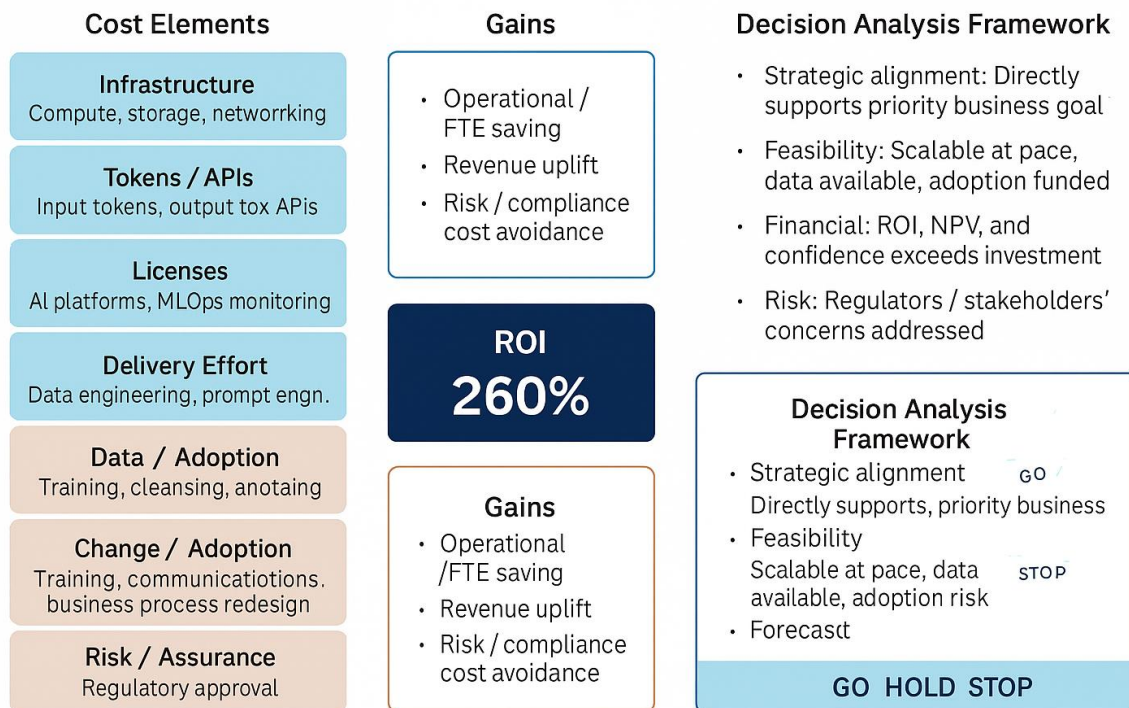 Cost Elements
Infrastructure
Compute, storage, networrking
Tokens / APIs
Input tokens, output tox APIs
Licenses
AI platforms, MLOps monitoring
Delivery Effort
Data engineering, prompt engn.
Data / Adoption
Training, cleansing, anotaing
Change / Adoption
Training, communicatiotions.
business process redesign
Risk / Assurance
Regulatory approval
Gains
• Operational /
FTE saving
• Revenue uplift
• Risk / compliance
cost avoidance
ROI
260%
Gains
• Operational
/FTE saving
• Revenue uplift
• Risk / compliance
cost avoidance
Decision Analysis Framework
• Strategic alignment: Directly
supports priority business goal
• Feasibility: Scalable at pace,
data available, adoption funded
• Financial: ROI, NPV, and
confidence exceeds investment
• Risk: Regulators / stakeholders’
concerns addressed
Decision Analysis
Framework
• Strategic alignment GO
Directly supports, priority business
• Feasibility
Scalable at pace, data STOP
available, adoption risk
• Forecast
GO HOLD STOP